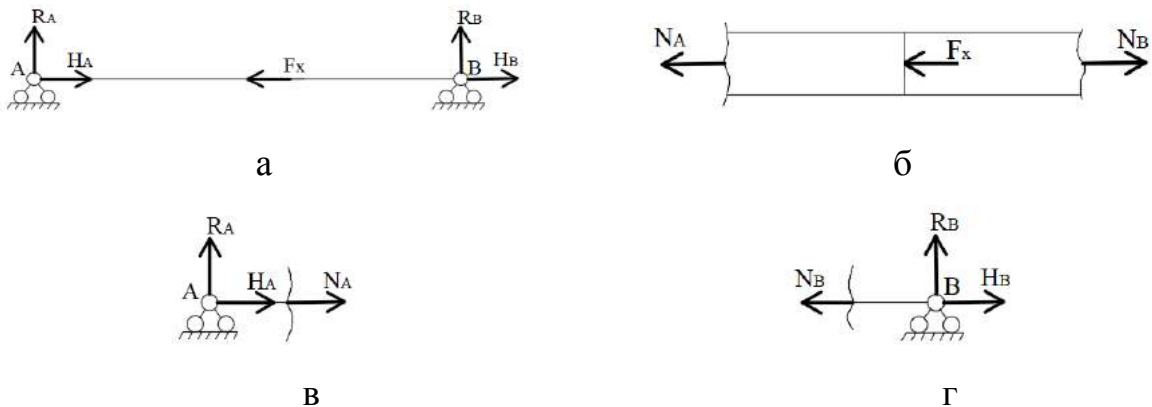 RA RB
A HA Fx B HB
а
NA Fx NB
б
RA
A HA NA
в
RB
NB B HB
г